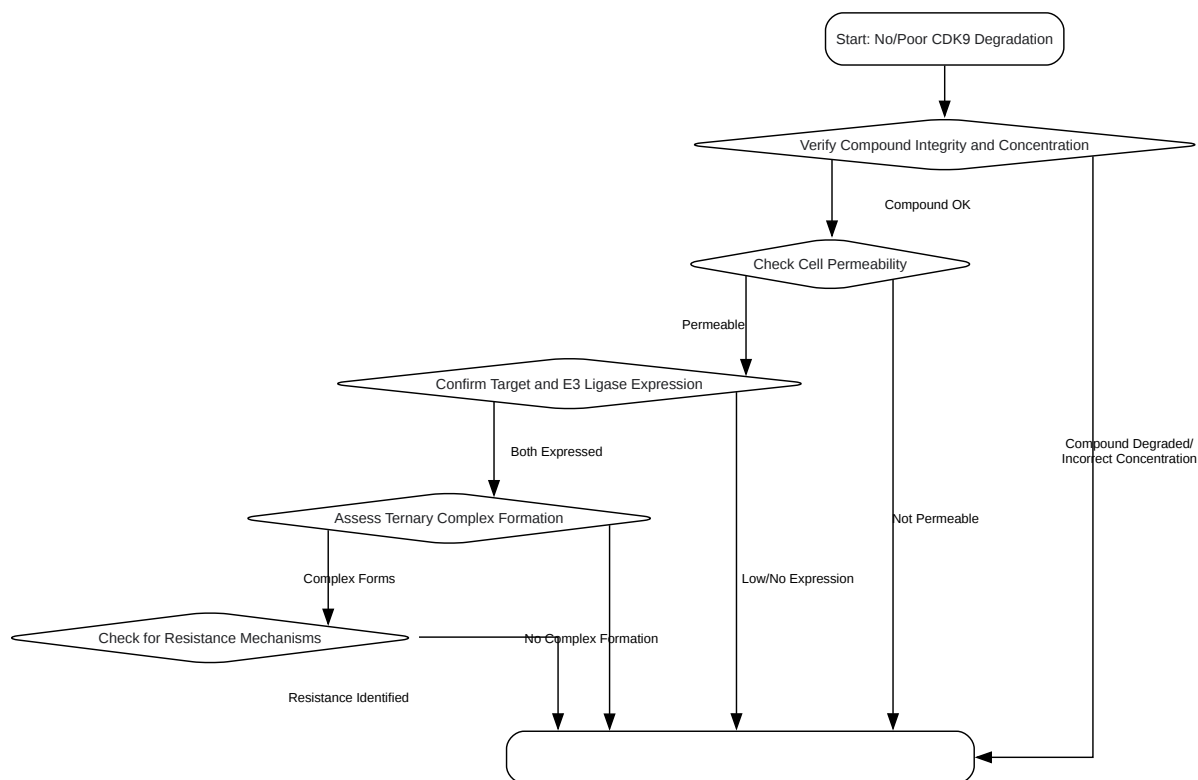 Start: No/Poor CDK9 Degradation
Verify Compound Integrity and Concentration
Compound OK
Check Cell Permeability
Permeable
Confirm Target and E3 Ligase Expression
Compound Degraded/
Incorrect Concentration
Both Expressed
Assess Ternary Complex Formation
Not Permeable
Complex Forms
Low/No Expression
Check for Resistance Mechanisms
No Complex Formation
Resistance Identified